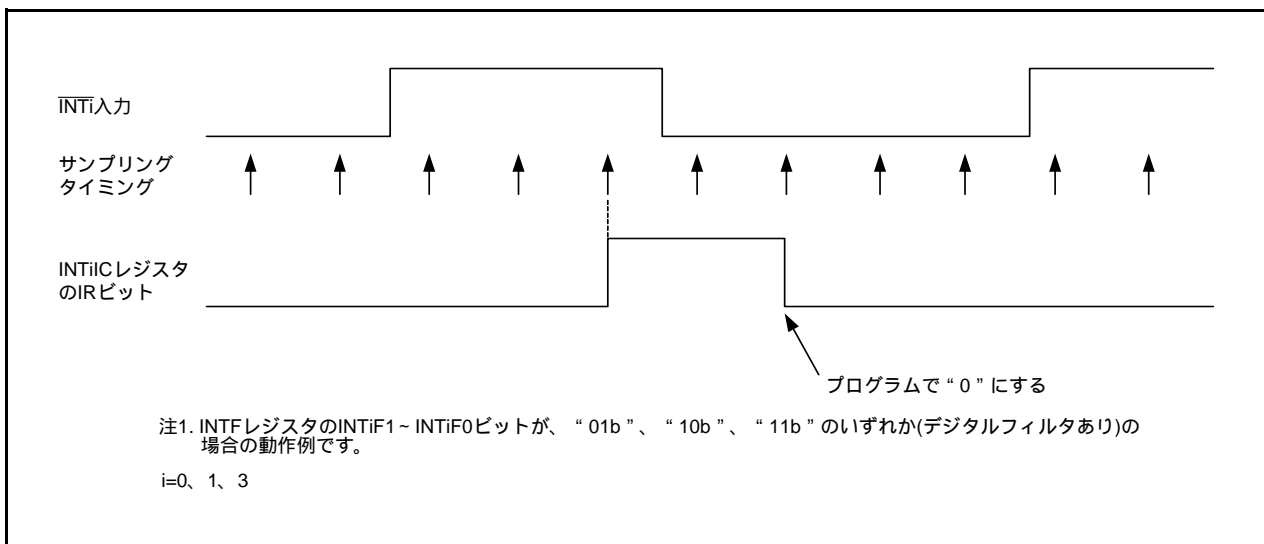 INTi入力
サンプリング
タイミング
INTiICレジスタ
のIRビット
プログラムで“0”にする
注1. INTFレジスタのINTiF1~INTiF0ビットが、“01b”、“10b”、“11b”のいずれか(デジタルフィルタあり)の
場合の動作例です。
i=0、1、3